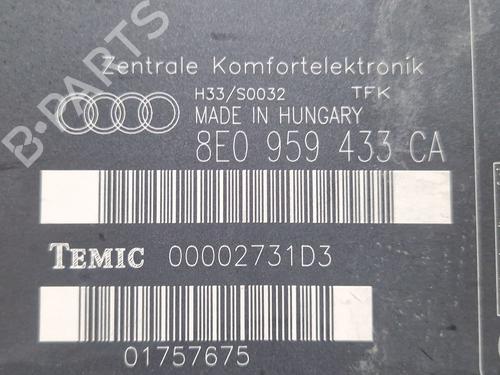 Zentrale Komfortelektronik
H33/S0032 TFK
MADE IN HUNGARY
8E0 959 433 CA
TEMIC 00002731D3
01757675
B-PARTS